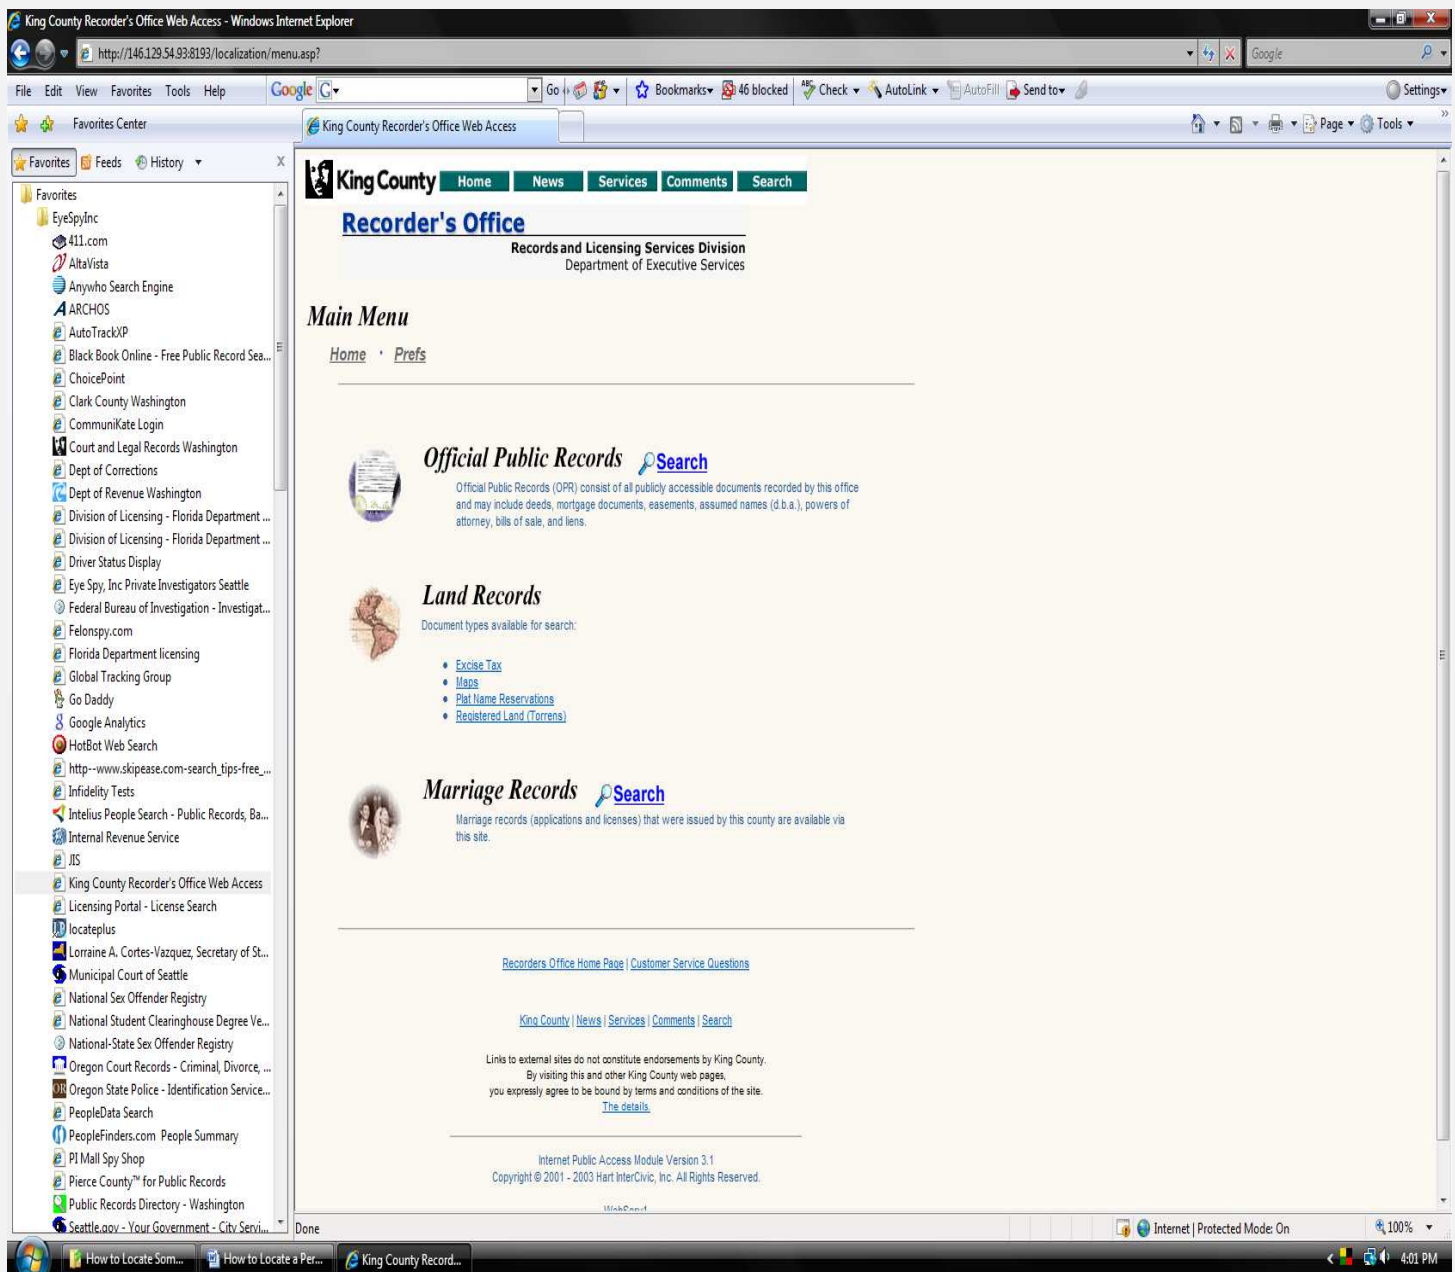 King County Recorder's Office Web Access - Windows Internet Explorer
http://146.129.54.93:8193/localization/menu.asp?
Google
File Edit View Favorites Tools Help
Google G
Go Bookmarks 46 blocked ABC Check AutoLink AutoFill Send to Settings
Favorites Center
King County Recorder's Office Web Access
Page Tools
Favorites Feeds History X
Favorites
EyeSpyInc
411.com
AltaVista
Anywho Search Engine
ARCHOS
AutoTrackXP
Black Book Online - Free Public Record Sea...
ChoicePoint
Clark County Washington
CommuniKate Login
Court and Legal Records Washington
Dept of Corrections
Dept of Revenue Washington
Division of Licensing - Florida Department ...
Division of Licensing - Florida Department ...
Driver Status Display
Eye Spy, Inc Private Investigators Seattle
Federal Bureau of Investigation - Investigat...
Felonspy.com
Florida Department licensing
Global Tracking Group
Go Daddy
Google Analytics
HotBot Web Search
http--www.skipease.com-search_tips-free_...
Infidelity Tests
Intelius People Search - Public Records, Ba...
Internal Revenue Service
JIS
King County Recorder's Office Web Access
Licensing Portal - License Search
locateplus
Lorraine A. Cortes-Vazquez, Secretary of St...
Municipal Court of Seattle
National Sex Offender Registry
National Student Clearinghouse Degree Ve...
National-State Sex Offender Registry
Oregon Court Records - Criminal, Divorce, ...
Oregon State Police - Identification Service...
PeopleData Search
PeopleFinders.com People Summary
PI Mall Spy Shop
Pierce County™ for Public Records
Public Records Directory - Washington
Seattle.gov - Your Government - City Servi...
King County Home News Services Comments Search
Recorder's Office
Records and Licensing Services Division
Department of Executive Services
Main Menu
Home · Prefs
Official Public Records Search
Official Public Records (OPR) consist of all publicly accessible documents recorded by this office
and may include deeds, mortgage documents, easements, assumed names (d.b.a.), powers of
attorney, bills of sale, and liens.
Land Records
Document types available for search:
• Excise Tax
• Maps
• Plat Name Reservations
• Registered Land (Torrens)
Marriage Records Search
Marriage records (applications and licenses) that were issued by this county are available via
this site.
Recorders Office Home Page | Customer Service Questions
King County | News | Services | Comments | Search
Links to external sites do not constitute endorsements by King County.
By visiting this and other King County web pages,
you expressly agree to be bound by terms and conditions of the site.
The details.
Internet Public Access Module Version 3.1
Copyright © 2001 - 2003 Hart InterCivic, Inc. All Rights Reserved.
Done
Internet | Protected Mode: On 100%
How to Locate Som... How to Locate a Per... King County Record... 4:01 PM